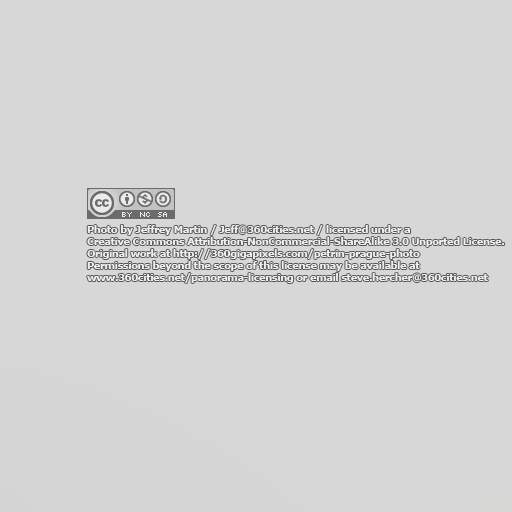 cc
BY NC SA
Photo by Jeffrey Martin / Jeff@360cities.net / licensed under a
Creative Commons Attribution-NonCommercial-ShareAlike 3.0 Unported License.
Original work at http://360gigapixels.com/petrin-prague-photo
Permissions beyond the scope of this license may be available at
www.360cities.net/panorama-licensing or email steve.hercher@360cities.net